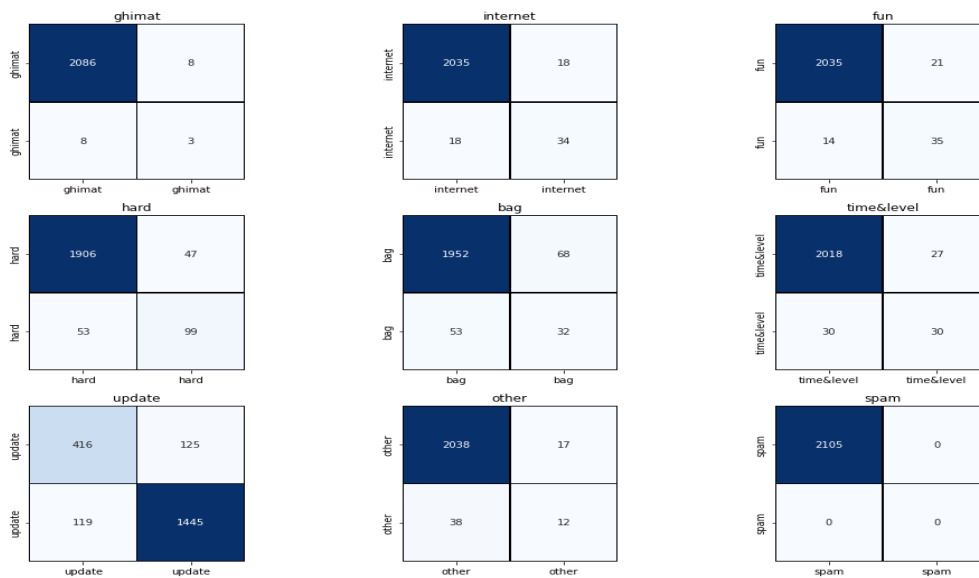 ghimat
ghimat 2086 8
ghimat 8 3
ghimat ghimat
internet
internet 2035 18
internet 18 34
internet internet
fun
fun 2035 21
fun 14 35
fun fun
hard
hard 1906 47
hard 53 99
hard hard
bag
bag 1952 68
bag 53 32
bag bag
time&level
time&level 2018 27
time&level 30 30
time&level time&level
update
update 416 125
update 119 1445
update update
other
other 2038 17
other 38 12
other other
spam
spam 2105 0
spam 0 0
spam spam